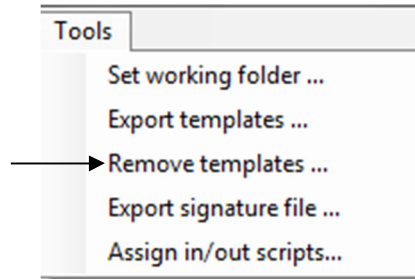 Tools
Set working folder ...
Export templates ...
Remove templates ...
Export signature file ...
Assign in/out scripts...